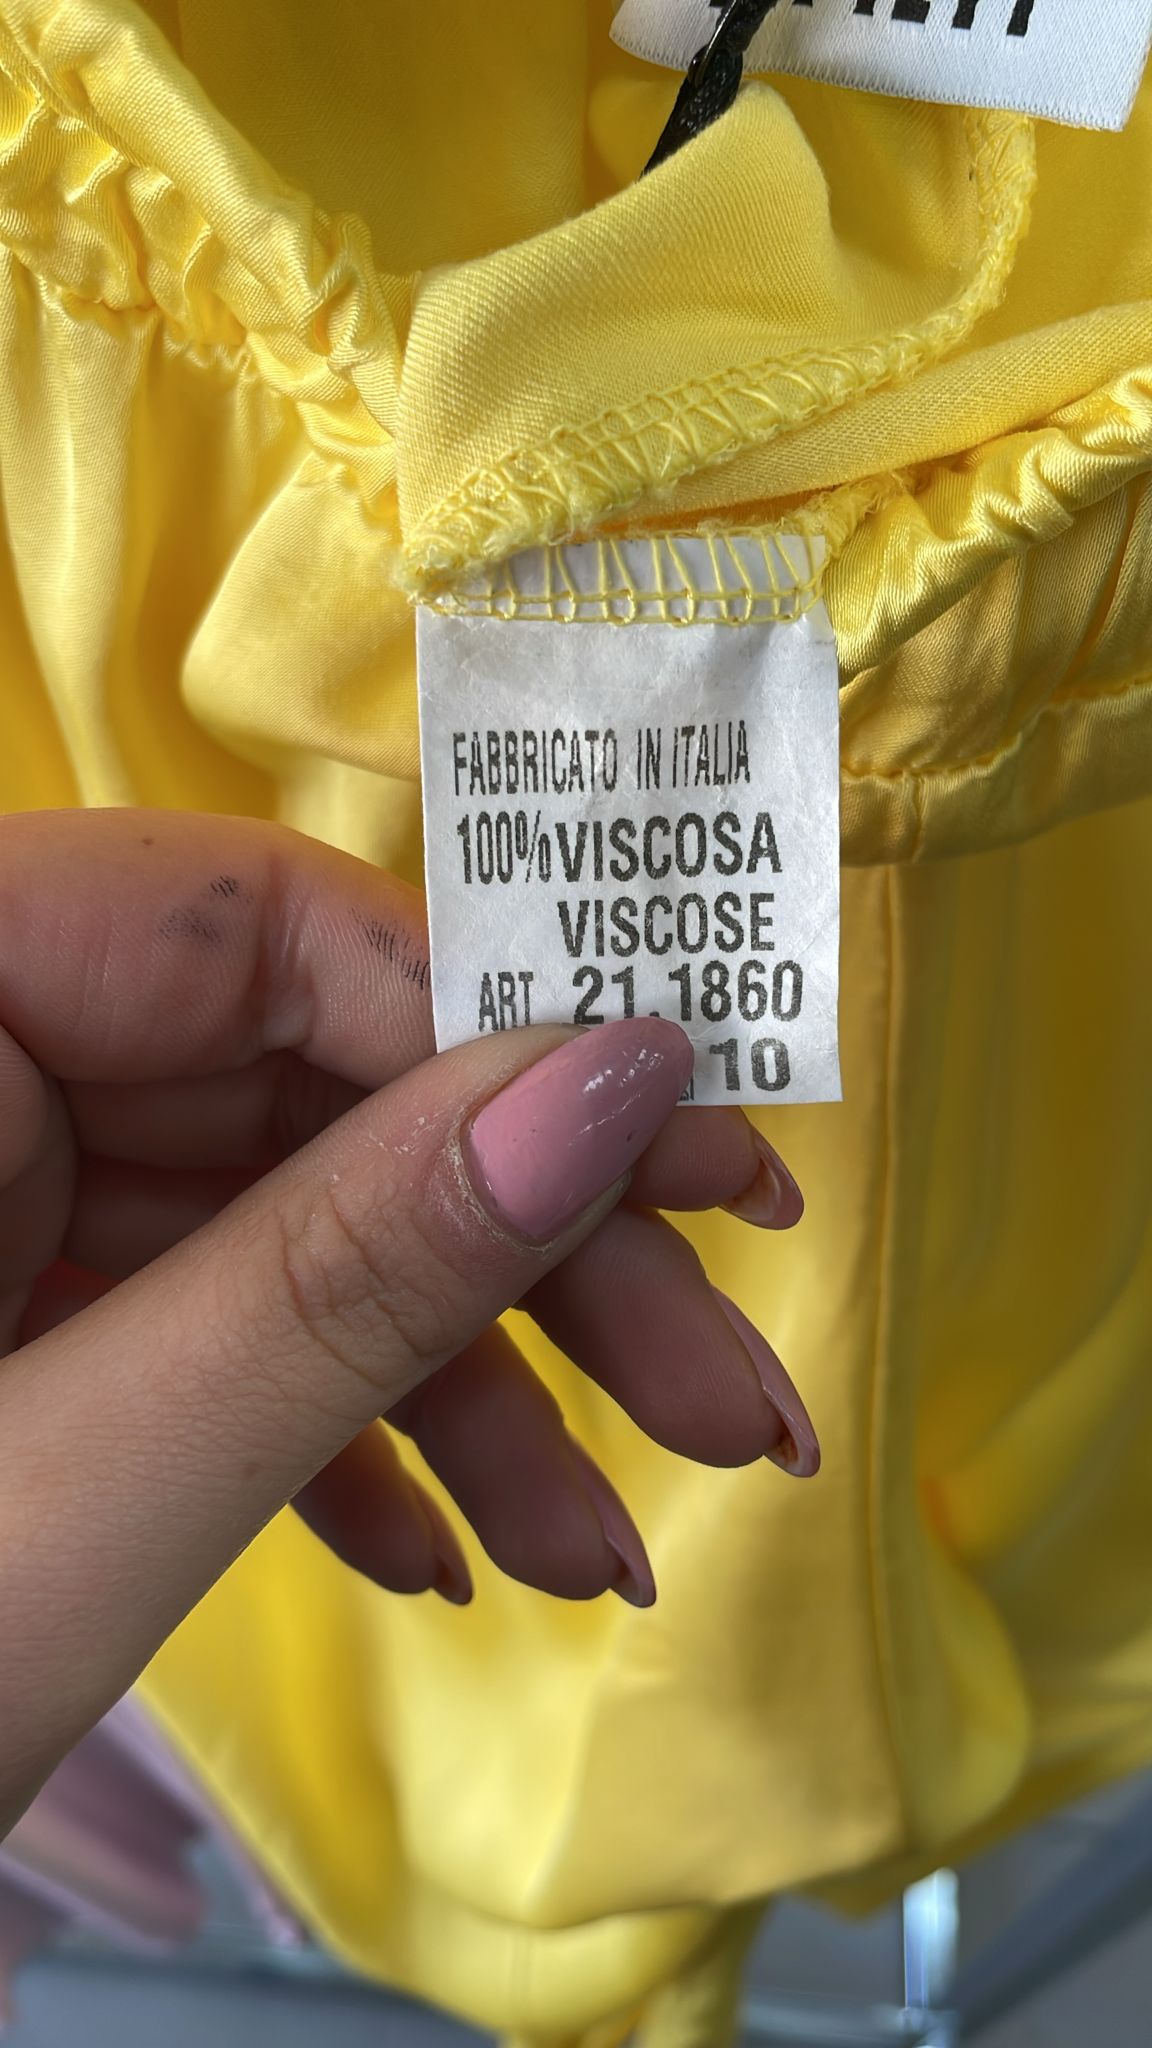 FABBRICATO IN ITALIA
100% VISCOSA
VISCOSE
ART 21.1860
10